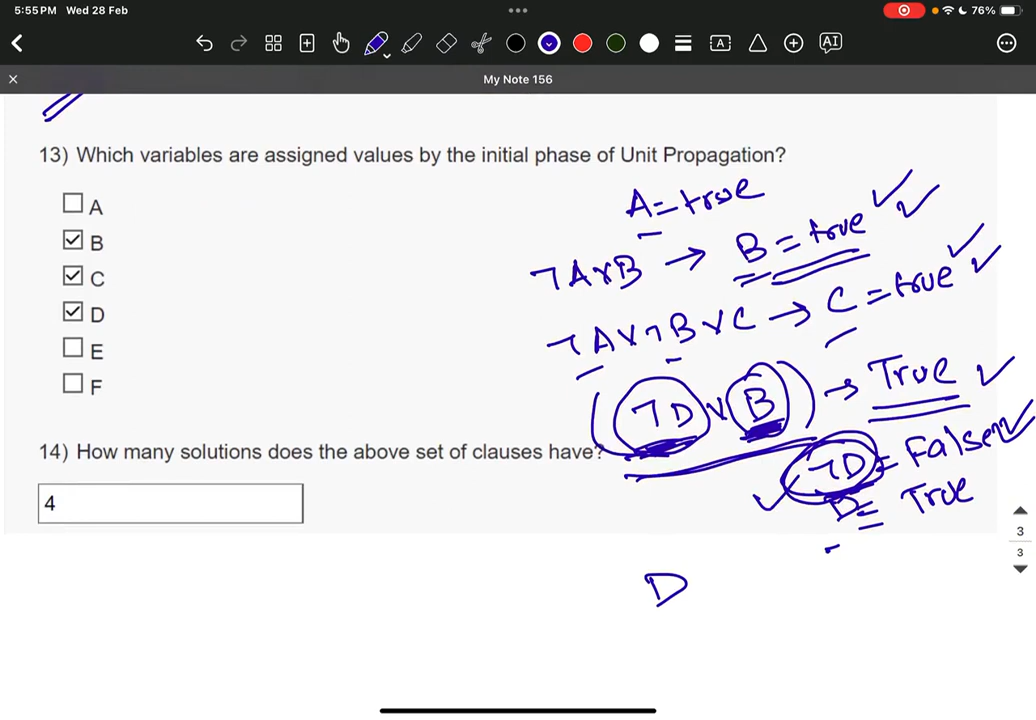 5:55 PM Wed 28 Feb
76%
A
AI
My Note 156
13) Which variables are assigned values by the initial phase of Unit Propagation?
A
B
C
D
E
F
A = true
¬A∨B → B = true
¬A∨¬B∨C → C = true
(¬D∨B) → True
¬D = False
D = True
14) How many solutions does the above set of clauses have?
4
3
3
D